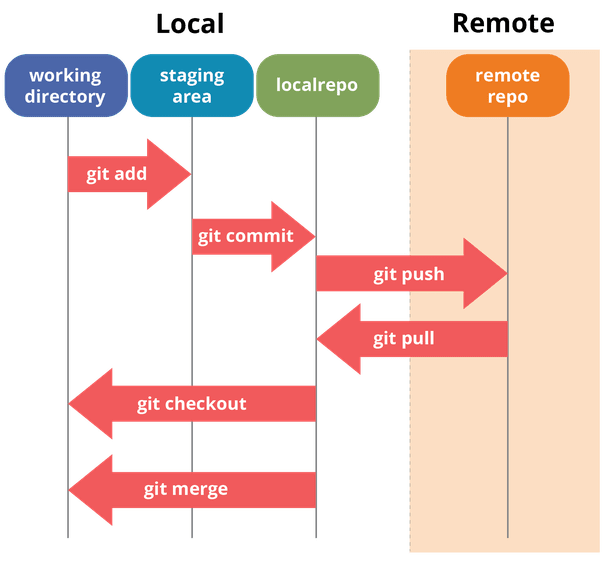 Local
Remote
working
directory
staging
area
localrepo
remote
repo
git add
git commit
git push
git pull
git checkout
git merge